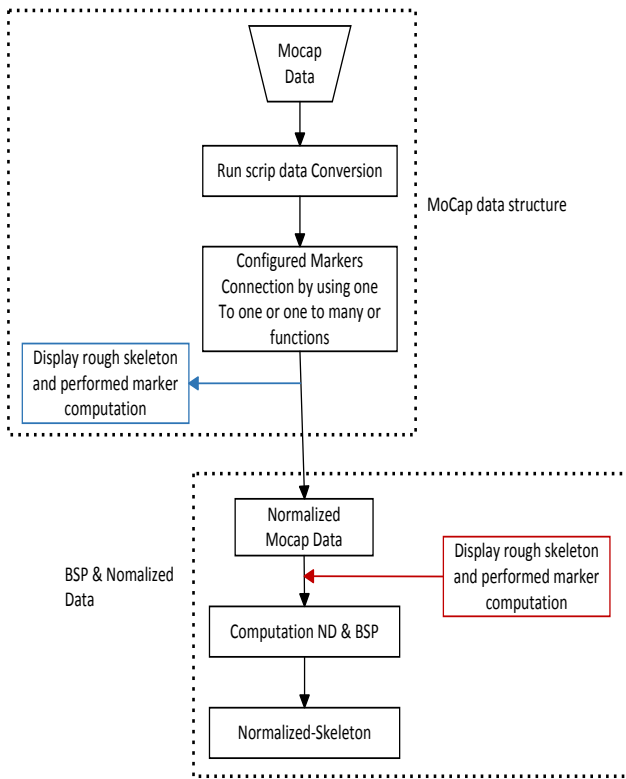 Mocap
Data
Run scrip data Conversion
MoCap data structure
Configured Markers
Connection by using one
To one or one to many or
functions
Display rough skeleton
and performed marker
computation
Normalized
Mocap Data
Display rough skeleton
and performed marker
computation
BSP & Nomalized
Data
Computation ND & BSP
Normalized-Skeleton